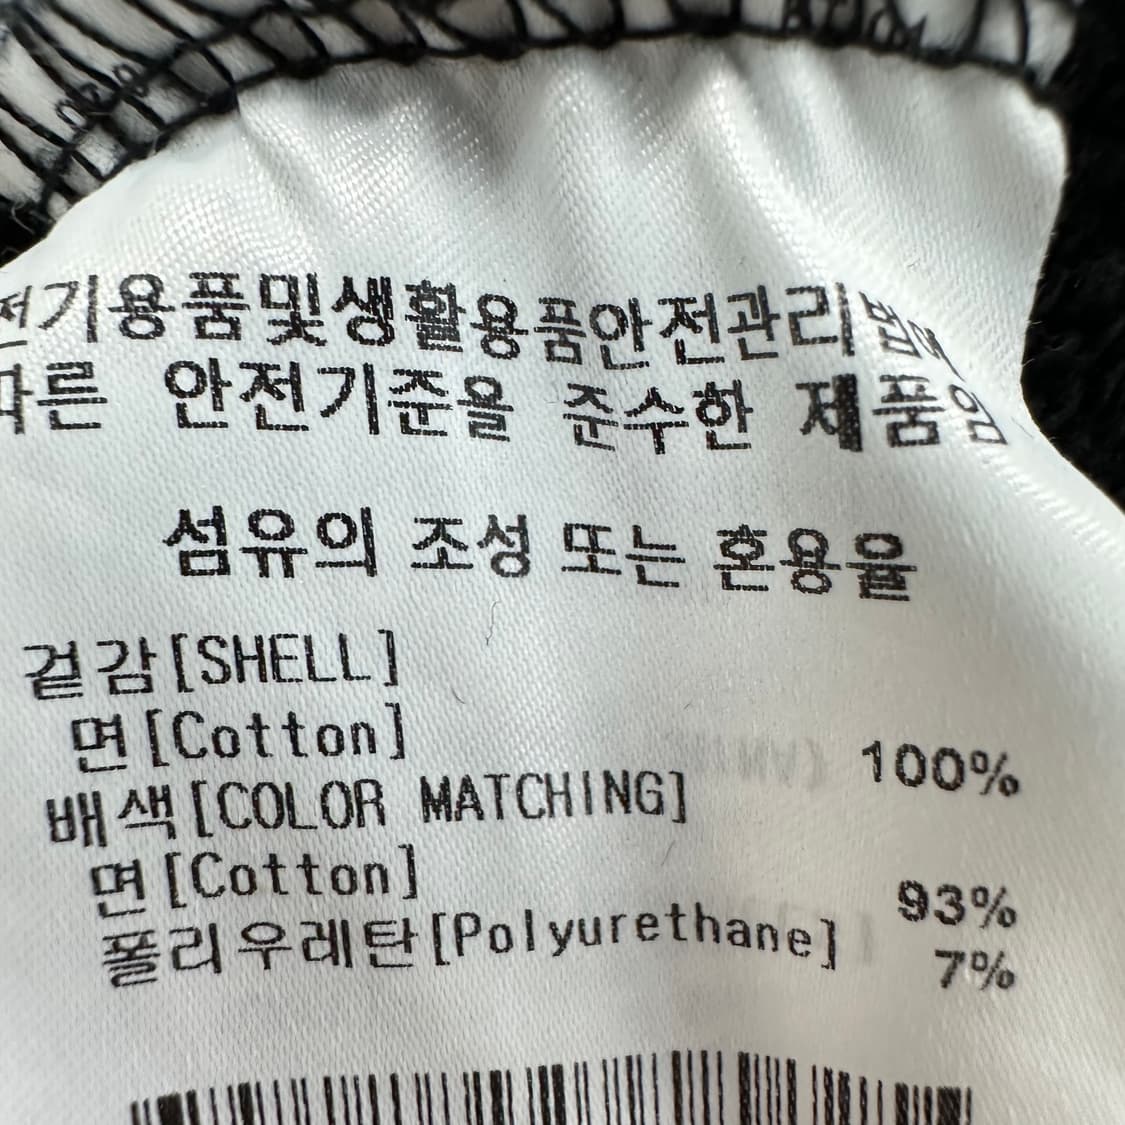 전기용품및생활용품안전관리법에
따른 안전기준을 준수한 제품임
섬유의 조성 또는 혼용율
겉감[SHELL]
면[Cotton] 100%
배색[COLOR MATCHING]
면[Cotton] 93%
폴리우레탄[Polyurethane] 7%